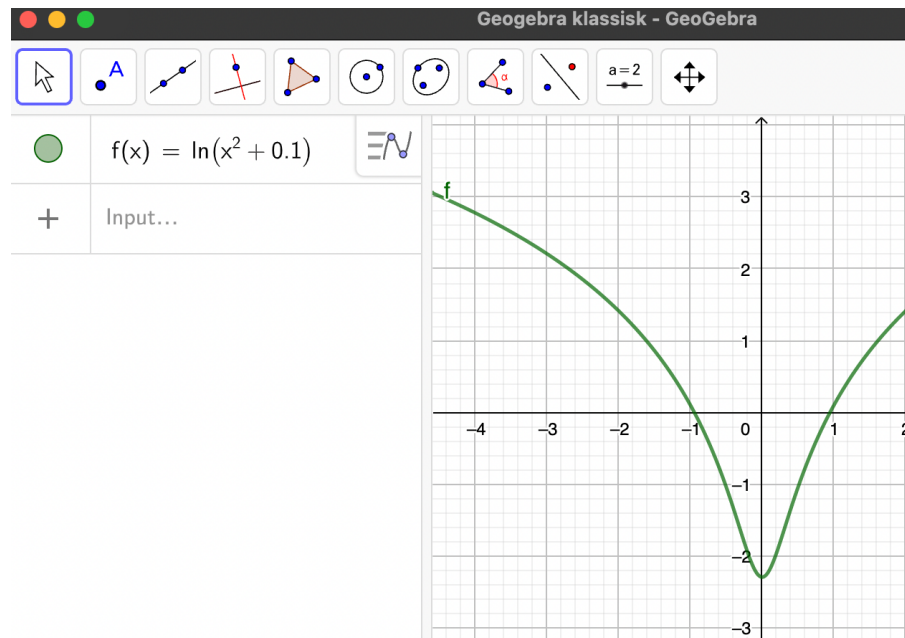 Geogebra klassisk - GeoGebra
A
α
a=2
f(x) = ln(x² + 0.1)
Input...
f
3
2
1
−4 −3 −2 −1 0 1 2
−1
−2
−3